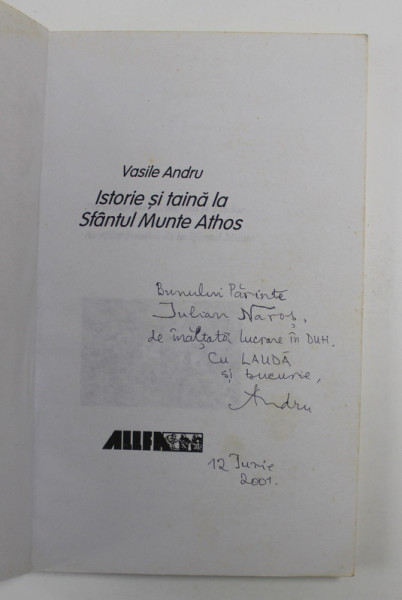 Vasile Andru
Istorie și taină la
Sfântul Munte Athos
Bunului Părinte
Iulian Naroș,
de înălțată lucrare în DUH.
Cu LAUDĂ
și bucurie,
Andru
ALLFA
12 Iunie
2001.